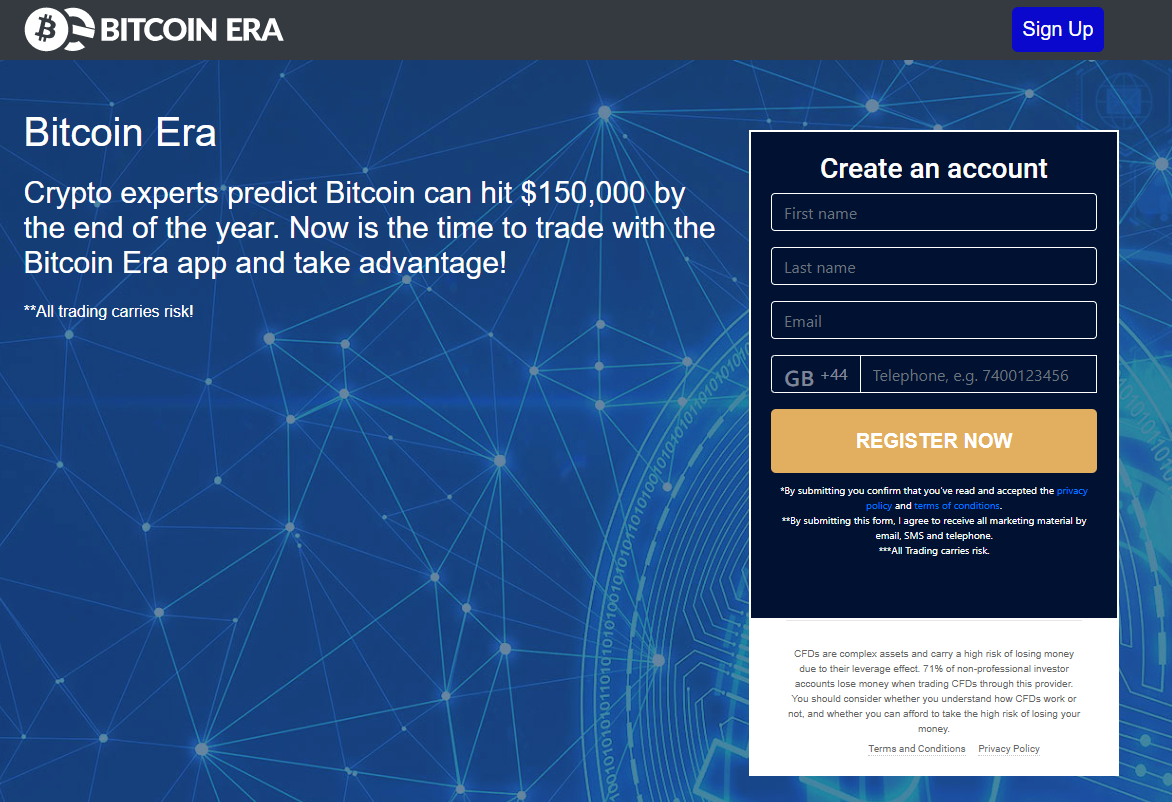 BITCOIN ERA
Sign Up
Bitcoin Era
Crypto experts predict Bitcoin can hit $150,000 by
the end of the year. Now is the time to trade with the
Bitcoin Era app and take advantage!
**All trading carries risk!
Create an account
First name
Last name
Email
GB +44 Telephone, e.g. 7400123456
REGISTER NOW
*By submitting you confirm that you've read and accepted the privacy
policy and terms of conditions.
**By submitting this form, I agree to receive all marketing material by
email, SMS and telephone.
***All Trading carries risk.
CFDs are complex assets and carry a high risk of losing money
due to their leverage effect. 71% of non-professional investor
accounts lose money when trading CFDs through this provider.
You should consider whether you understand how CFDs work or
not, and whether you can afford to take the high risk of losing your
money.
Terms and Conditions Privacy Policy